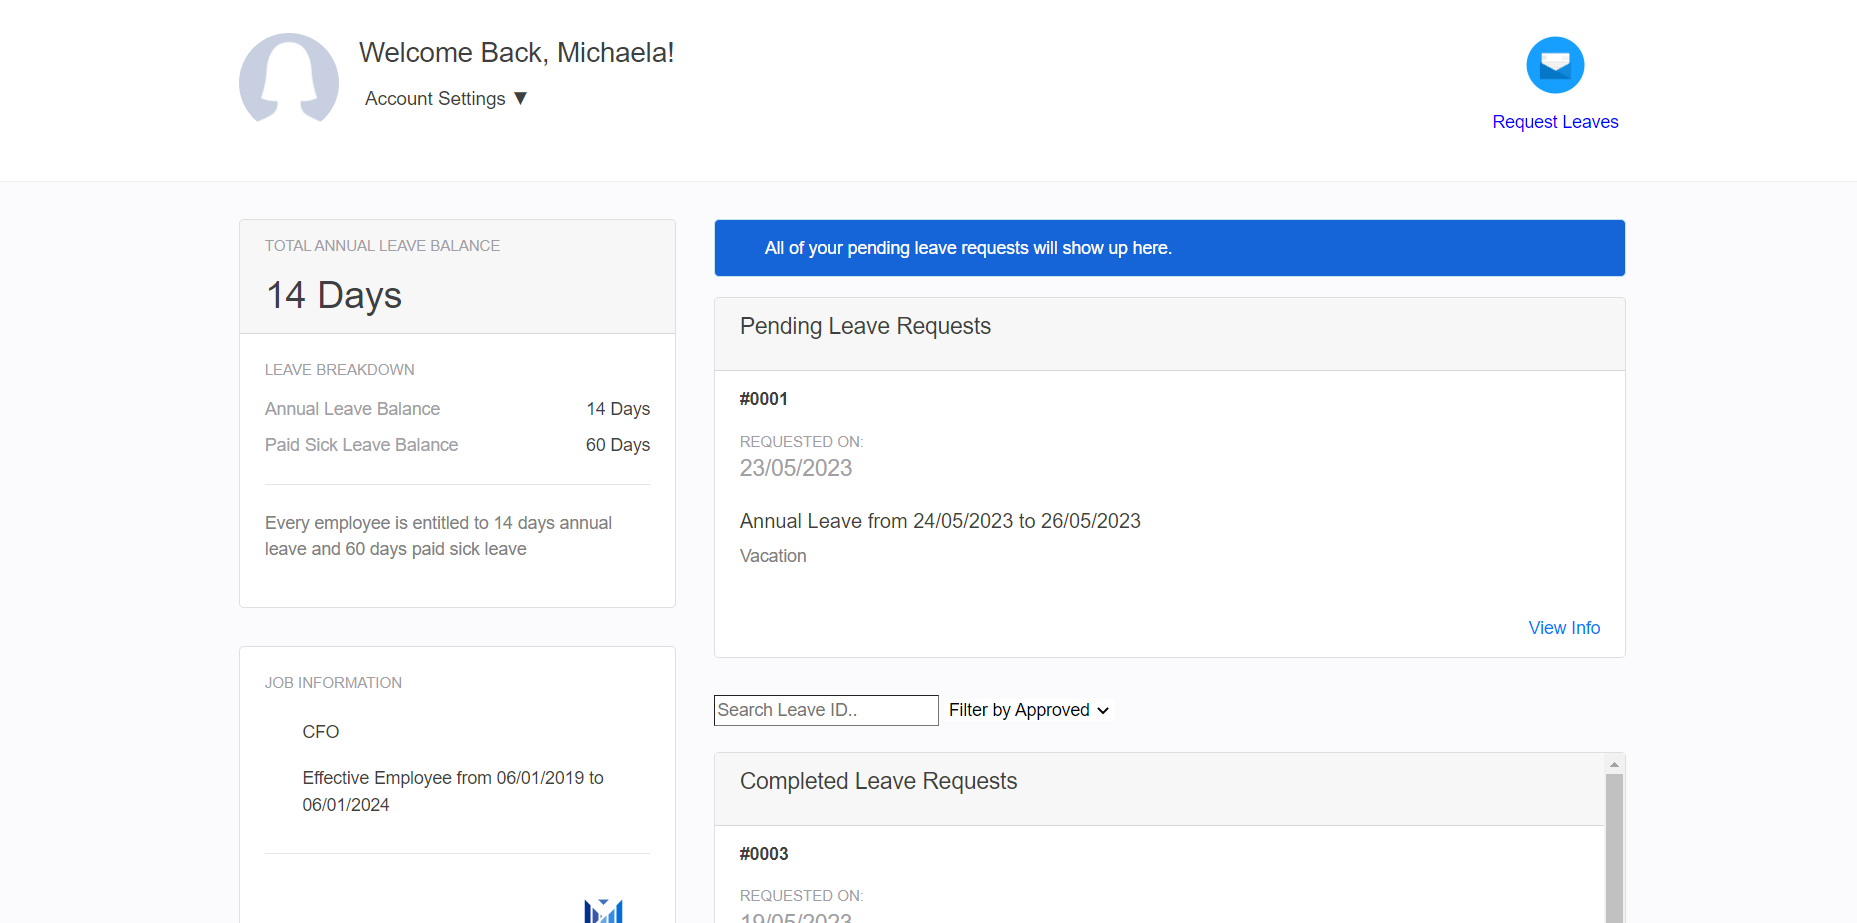 Welcome Back, Michaela!
Account Settings ▼
Request Leaves
TOTAL ANNUAL LEAVE BALANCE
14 Days
LEAVE BREAKDOWN
Annual Leave Balance 14 Days
Paid Sick Leave Balance 60 Days
Every employee is entitled to 14 days annual
leave and 60 days paid sick leave
JOB INFORMATION
CFO
Effective Employee from 06/01/2019 to
06/01/2024
All of your pending leave requests will show up here.
Pending Leave Requests
#0001
REQUESTED ON:
23/05/2023
Annual Leave from 24/05/2023 to 26/05/2023
Vacation
View Info
Search Leave ID..
Filter by Approved
Completed Leave Requests
#0003
REQUESTED ON:
19/05/2023